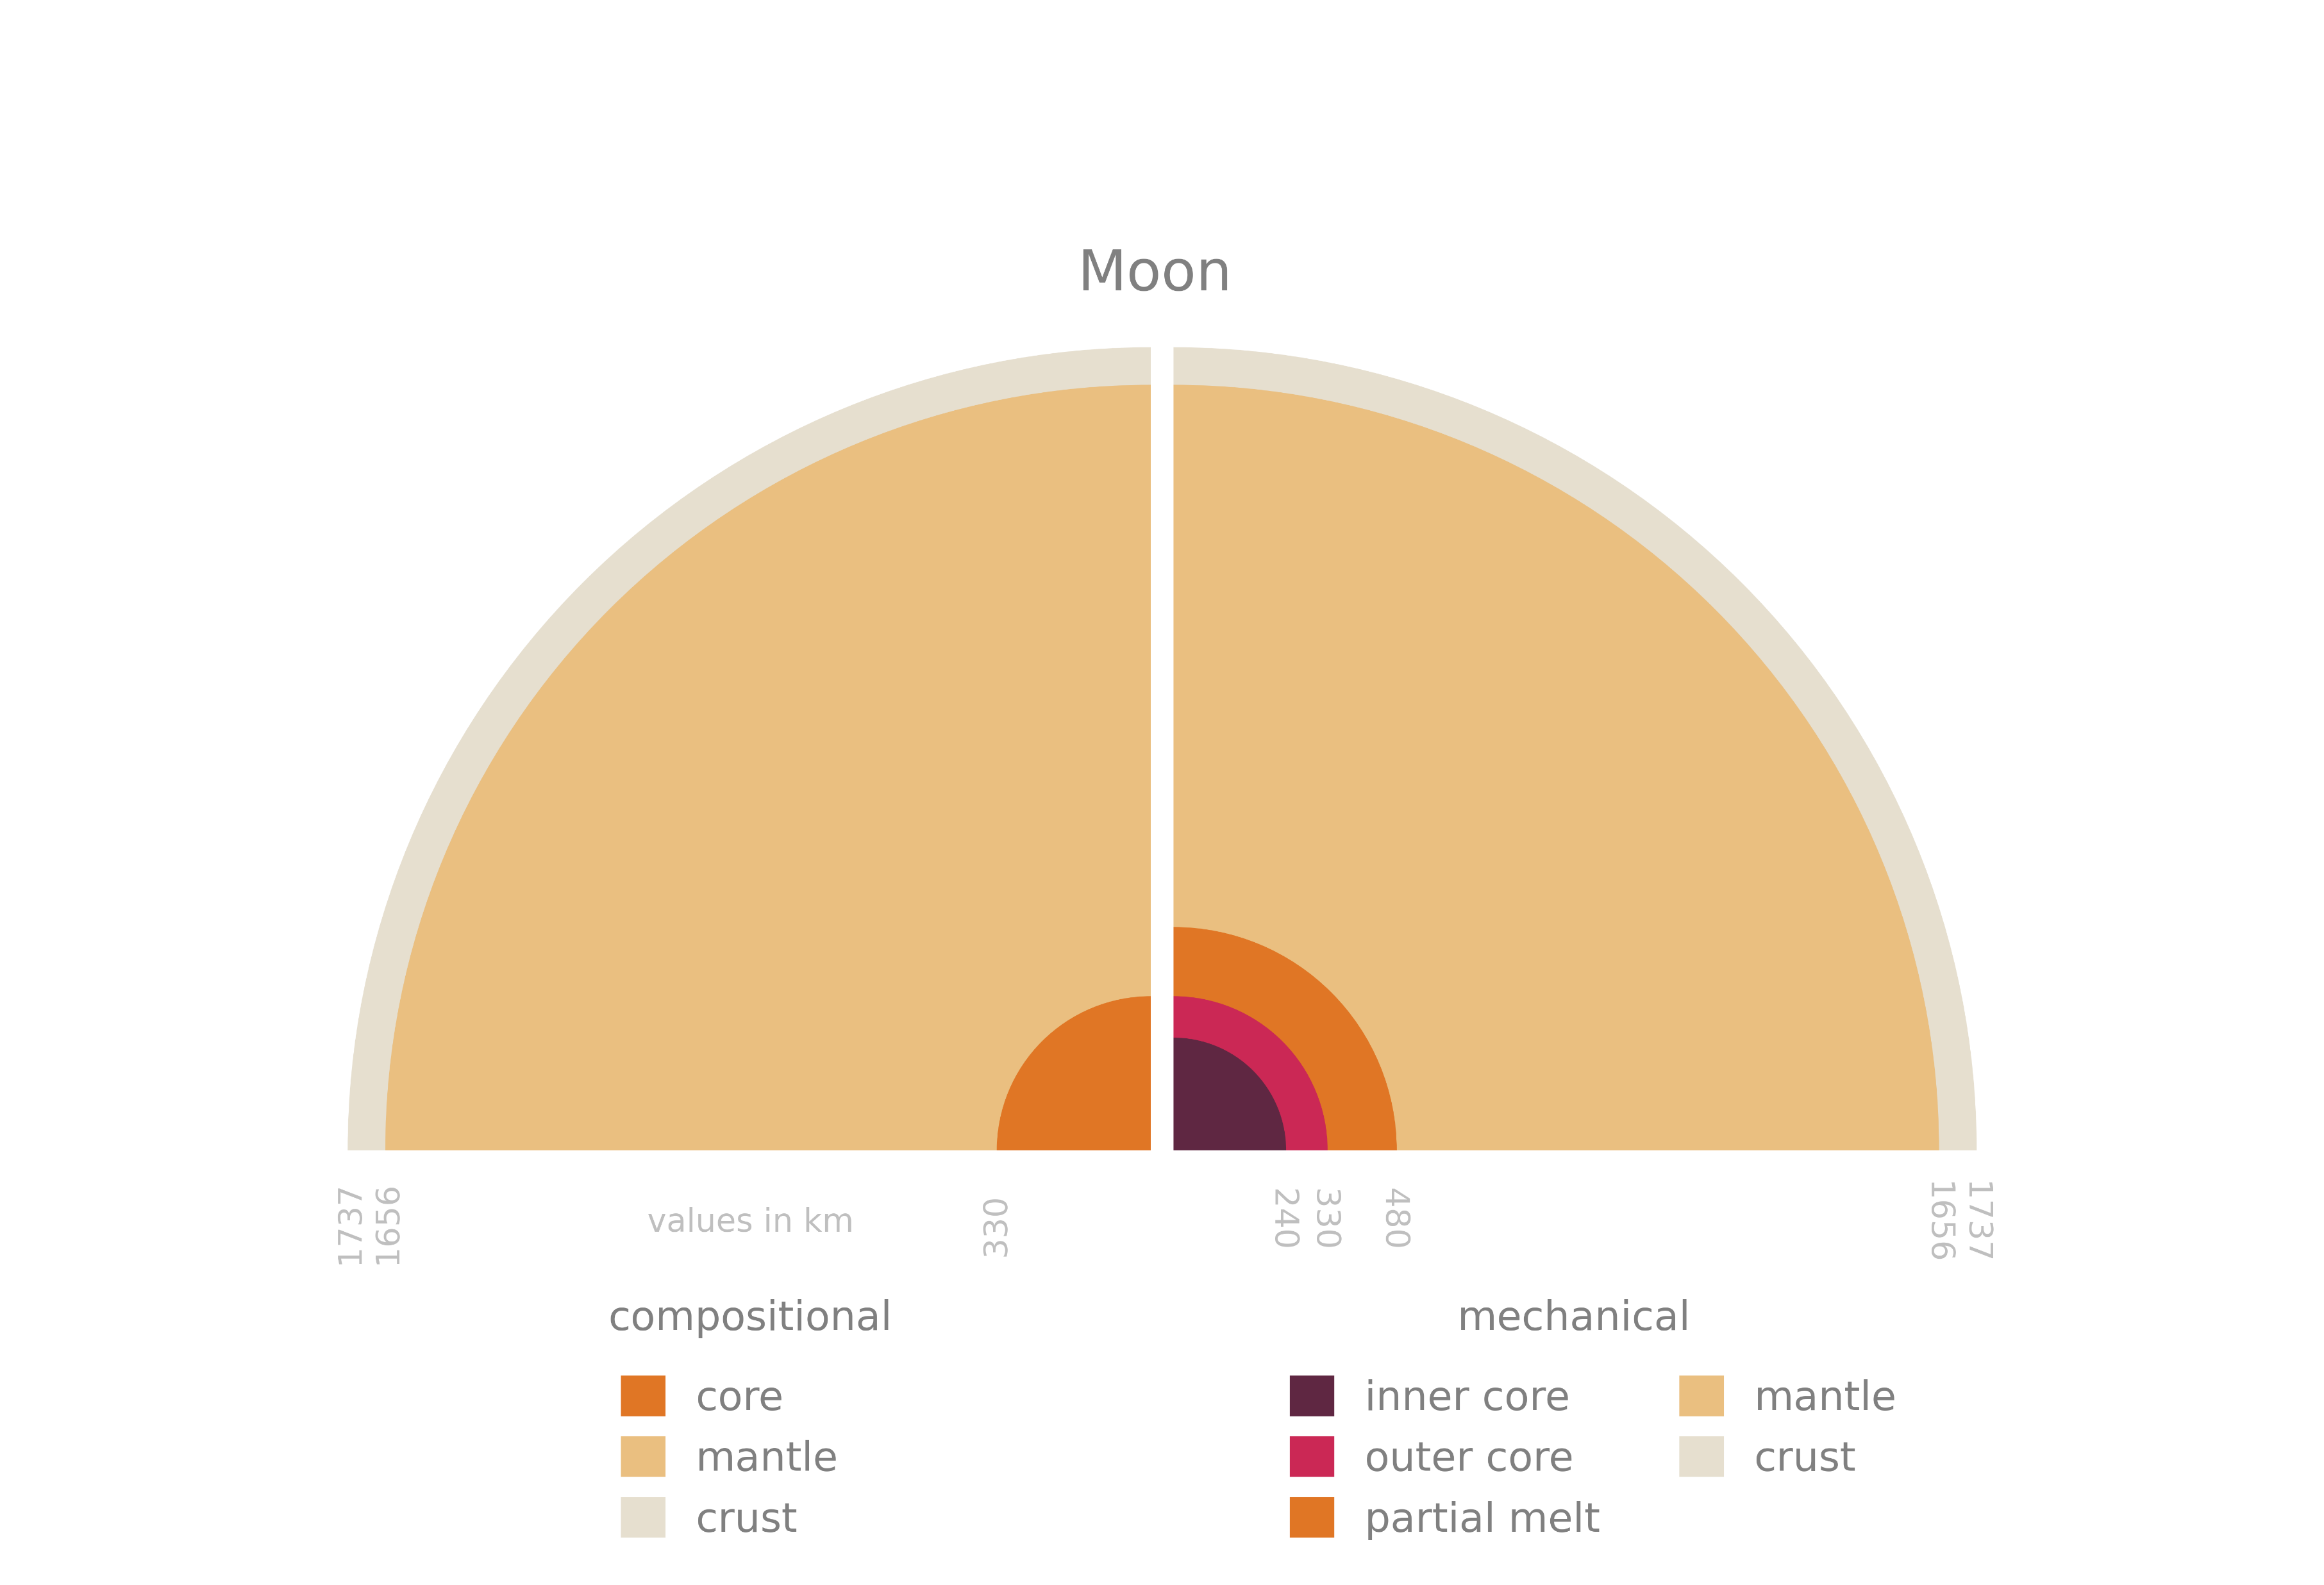 Moon
1737
1656
values in km
330
240
330
480
1656
1737
compositional
core
mantle
crust
mechanical
inner core
outer core
partial melt
mantle
crust